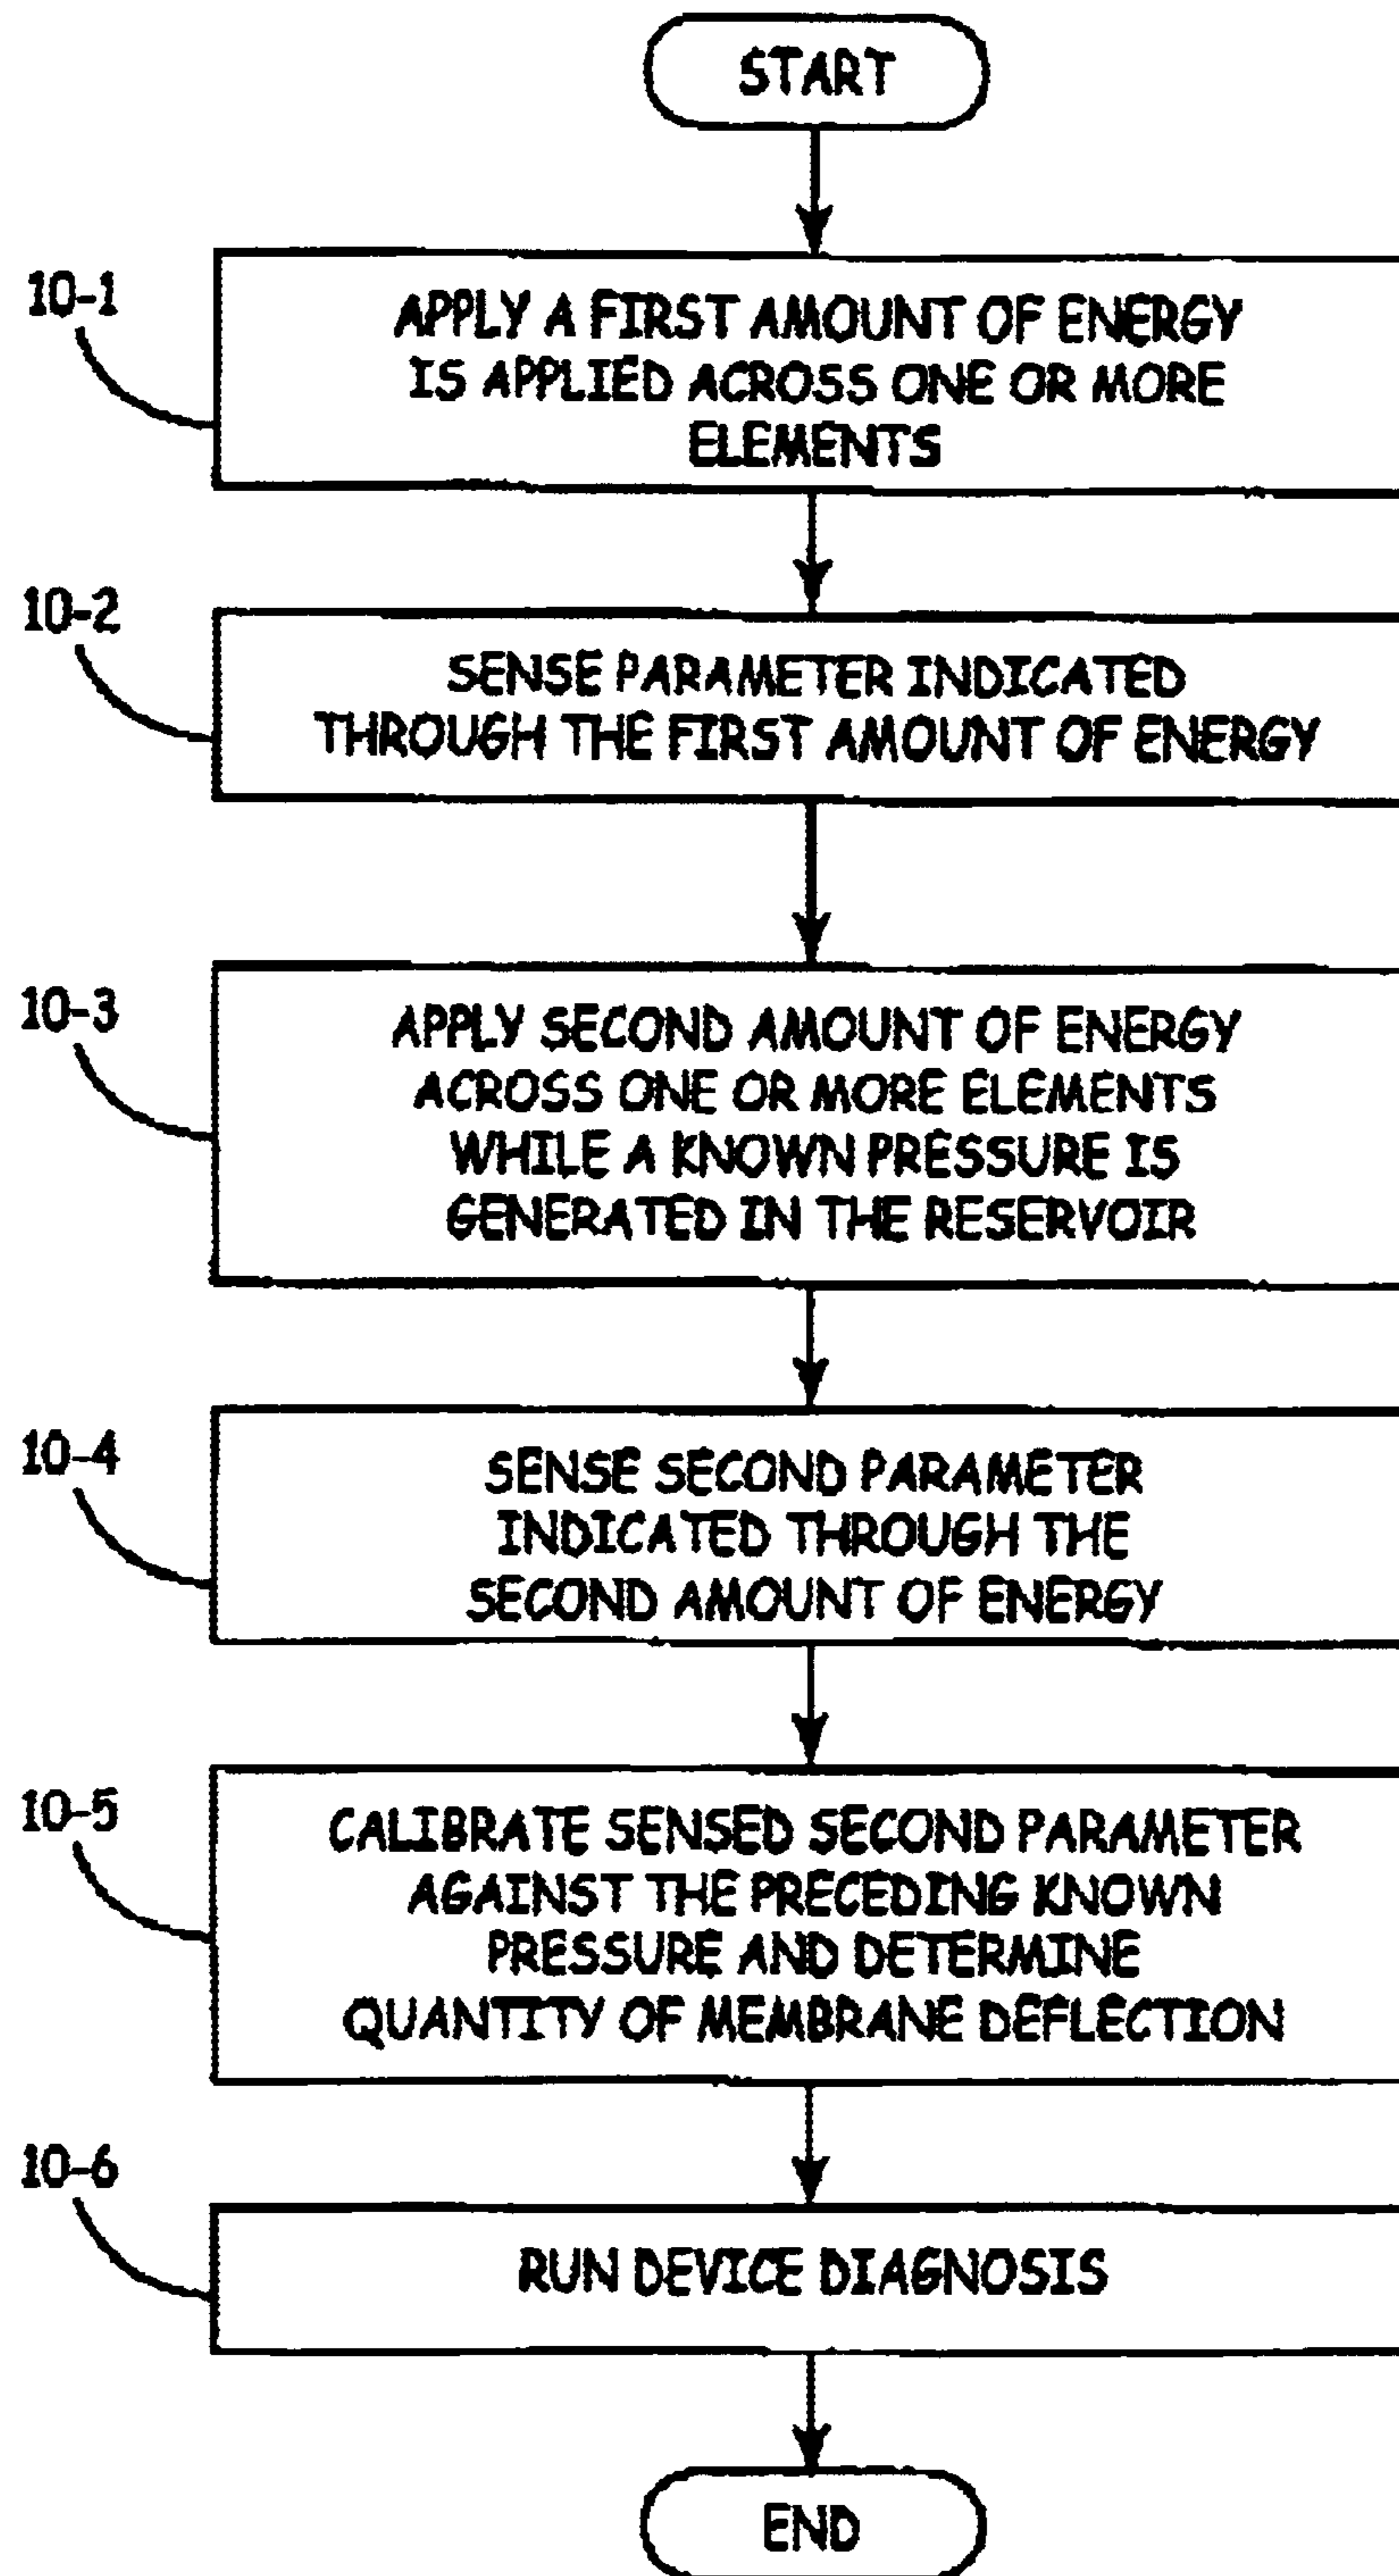 START
10-1
APPLY A FIRST AMOUNT OF ENERGY
IS APPLIED ACROSS ONE OR MORE
ELEMENTS
10-2
SENSE PARAMETER INDICATED
THROUGH THE FIRST AMOUNT OF ENERGY
10-3
APPLY SECOND AMOUNT OF ENERGY
ACROSS ONE OR MORE ELEMENTS
WHILE A KNOWN PRESSURE IS
GENERATED IN THE RESERVOIR
10-4
SENSE SECOND PARAMETER
INDICATED THROUGH THE
SECOND AMOUNT OF ENERGY
10-5
CALIBRATE SENSED SECOND PARAMETER
AGAINST THE PRECEDING KNOWN
PRESSURE AND DETERMINE
QUANTITY OF MEMBRANE DEFLECTION
10-6
RUN DEVICE DIAGNOSIS
END